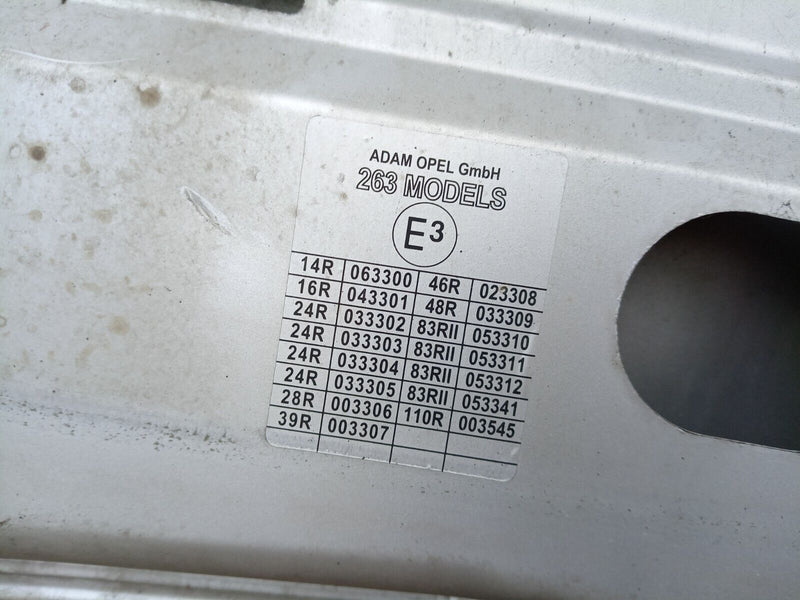 ADAM OPEL GmbH
263 MODELS
E3
14R 063300 46R 023308
16R 043301 48R 033309
24R 033302 83RII 053310
24R 033303 83RII 053311
24R 033304 83RII 053312
24R 033305 83RII 053341
28R 003306 110R 003545
39R 003307